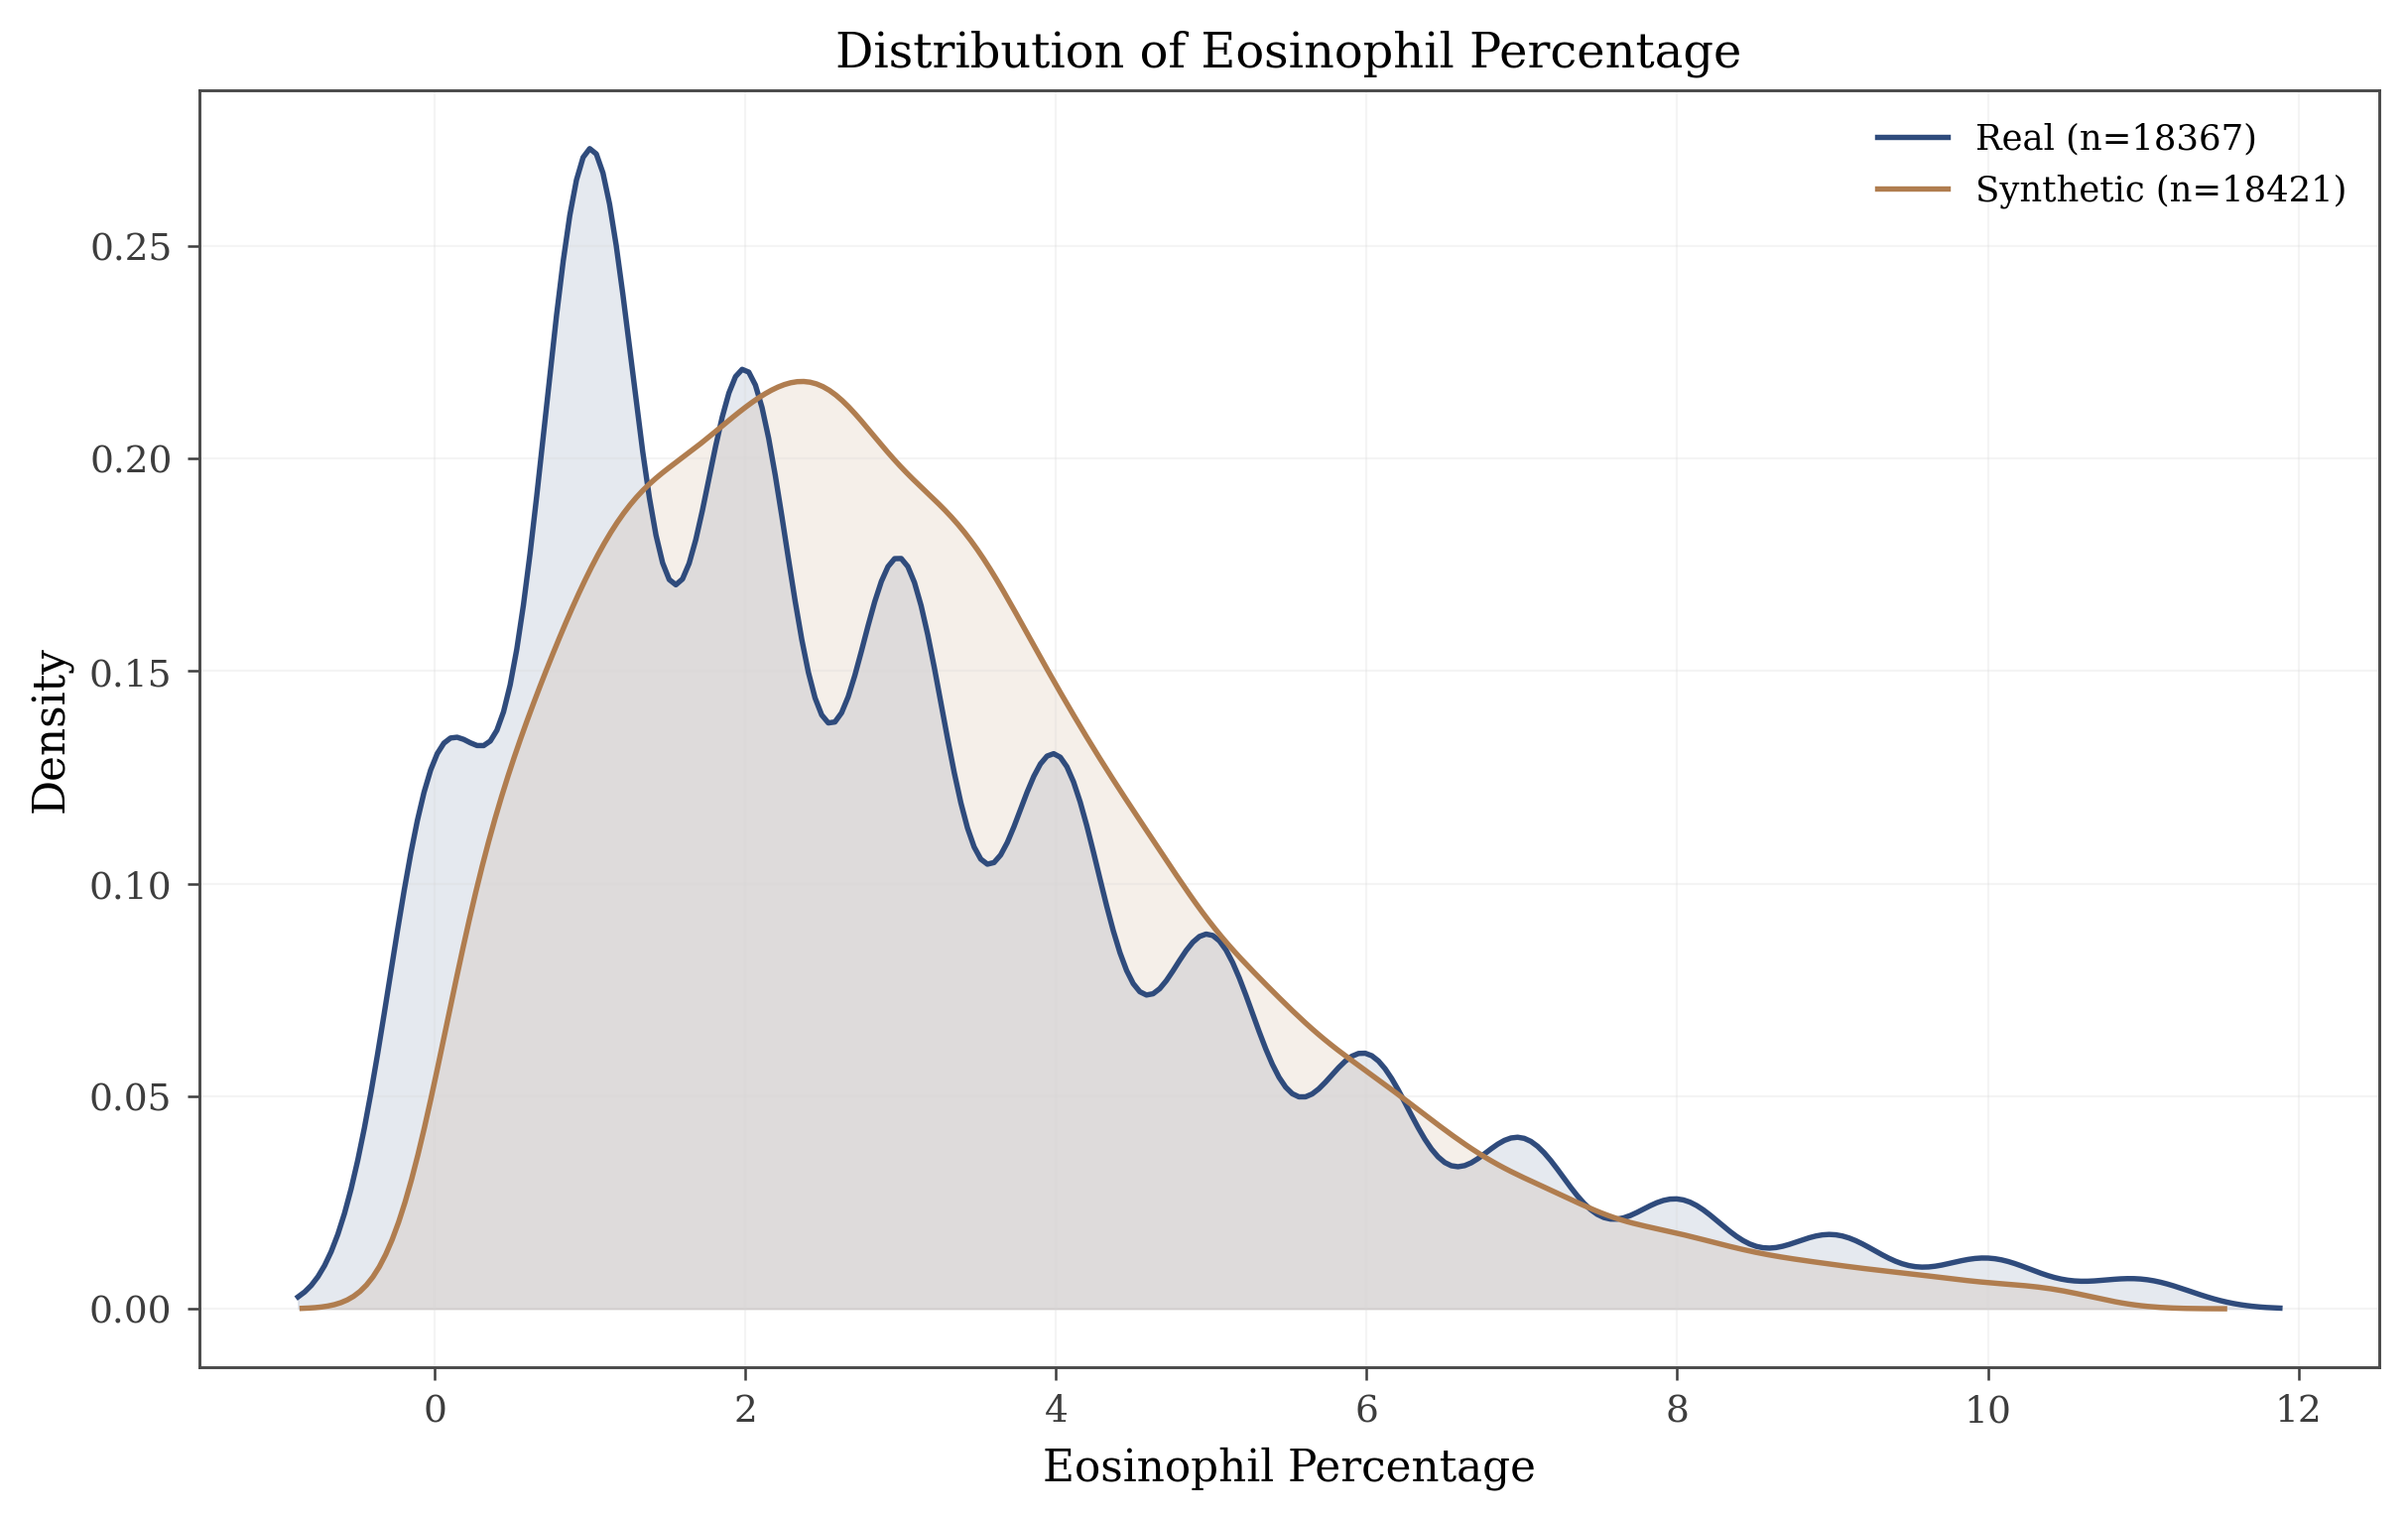 Distribution of Eosinophil Percentage
Real (n=18367)
Synthetic (n=18421)
0.25
0.20
0.15
0.10
0.05
0.00
Density
0 2 4 6 8 10 12
Eosinophil Percentage